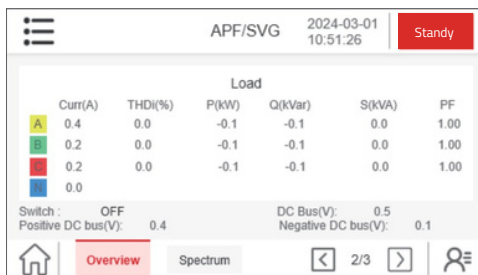 APF/SVG 2024-03-01 10:51:26 Standy
Load
Curr(A) THDi(%) P(kW) Q(kVar) S(kVA) PF
A 0.4 0.0 -0.1 -0.1 0.0 1.00
B 0.2 0.0 -0.1 -0.1 0.0 1.00
C 0.2 0.0 -0.1 -0.1 0.0 1.00
N 0.0
Switch : OFF DC Bus(V): 0.5
Positive DC bus(V): 0.4 Negative DC bus(V): 0.1
Overview Spectrum 2/3